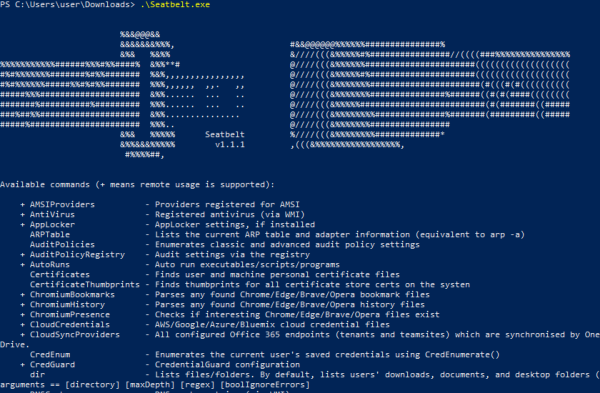 PS C:\Users\user\Downloads> .\Seatbelt.exe
Seatbelt
v1.1.1
Available commands (+ means remote usage is supported):
+ AMSIProviders - Providers registered for AMSI
+ AntiVirus - Registered antivirus (via WMI)
+ AppLocker - AppLocker settings, if installed
ARPTable - Lists the current ARP table and adapter information (equivalent to arp -a)
AuditPolicies - Enumerates classic and advanced audit policy settings
+ AuditPolicyRegistry - Audit settings via the registry
+ AutoRuns - Auto run executables/scripts/programs
Certificates - Finds user and machine personal certificate files
CertificateThumbprints - Finds thumbprints for all certificate store certs on the system
+ ChromiumBookmarks - Parses any found Chrome/Edge/Brave/Opera bookmark files
+ ChromiumHistory - Parses any found Chrome/Edge/Brave/Opera history files
+ ChromiumPresence - Checks if interesting Chrome/Edge/Brave/Opera files exist
+ CloudCredentials - AWS/Google/Azure/Bluemix cloud credential files
+ CloudSyncProviders - All configured Office 365 endpoints (tenants and teamsites) which are synchronised by One
Drive.
CredEnum - Enumerates the current user's saved credentials using CredEnumerate()
+ CredGuard - CredentialGuard configuration
dir - Lists files/folders. By default, lists users' downloads, documents, and desktop folders (
arguments == [directory] [maxDepth] [regex] [boolIgnoreErrors]